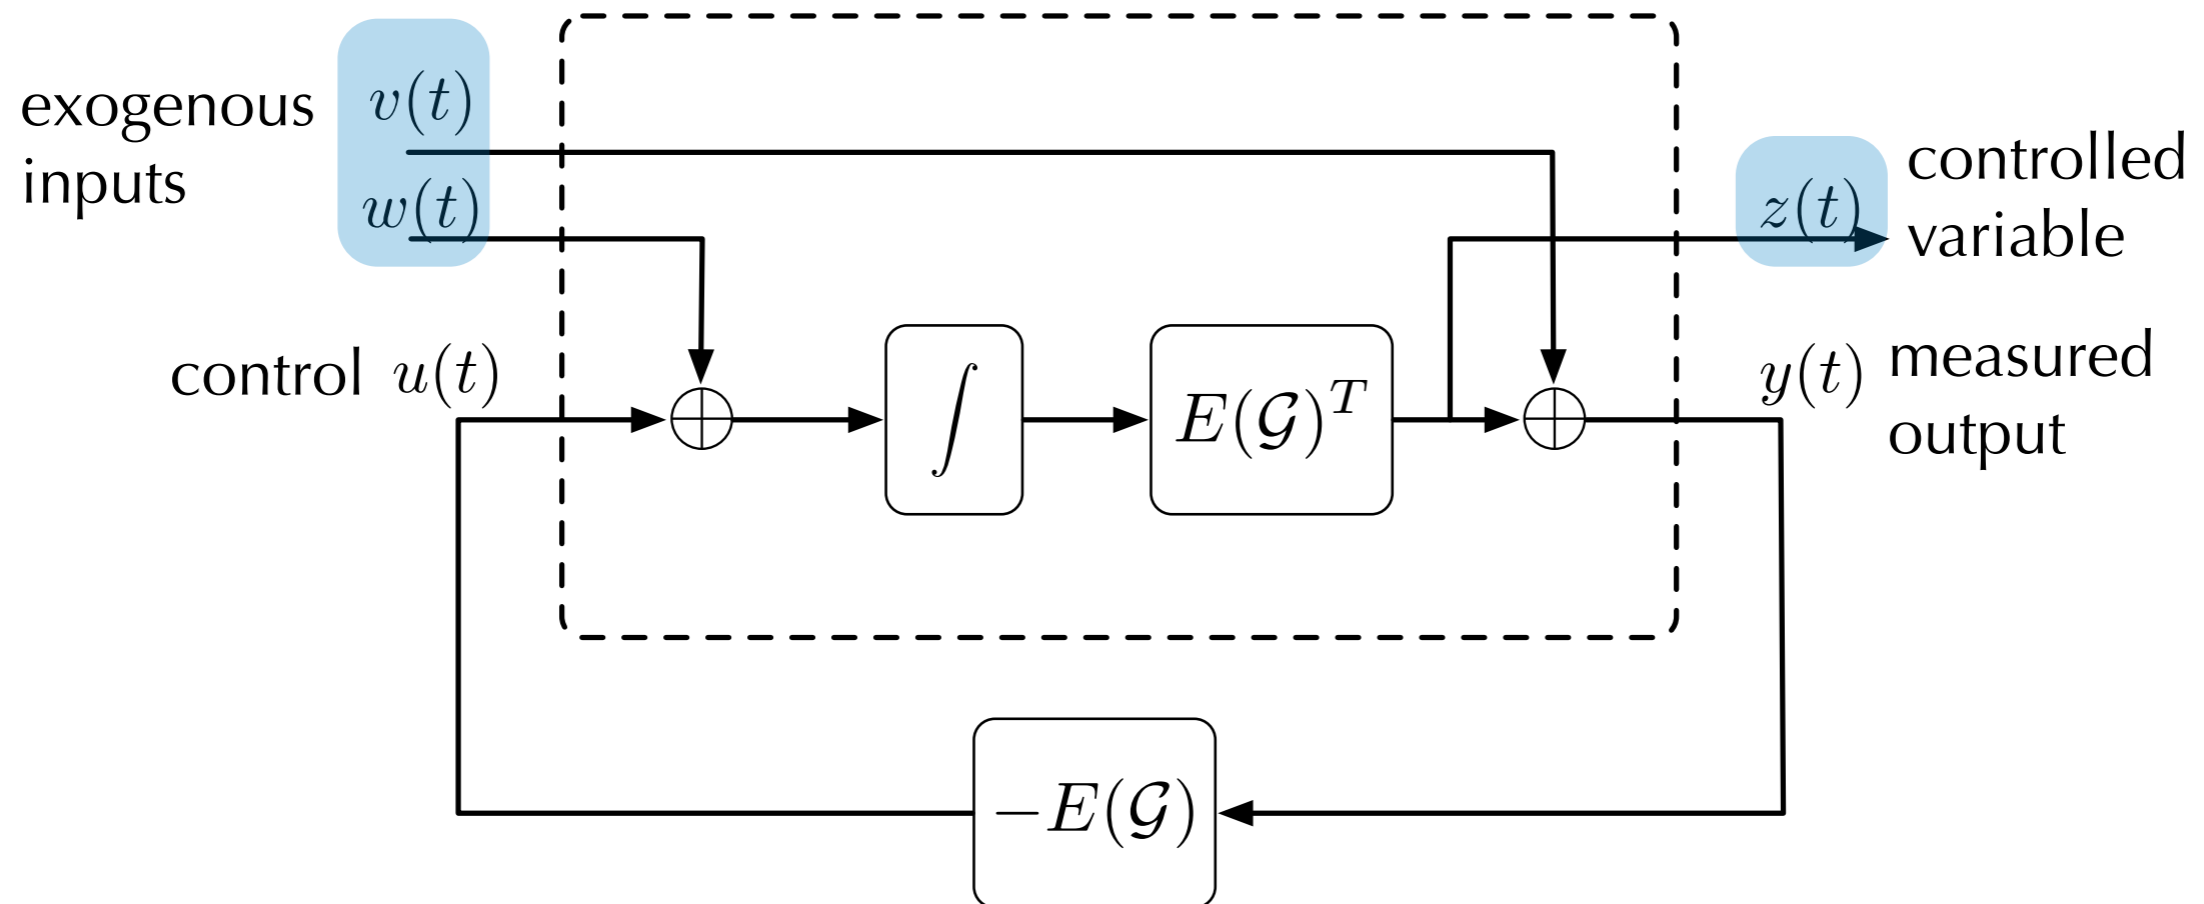 exogenous
inputs
v(t)
w(t)
z(t)
controlled
variable
control u(t)
∫
E(𝒢)^T
y(t)
measured
output
−E(𝒢)